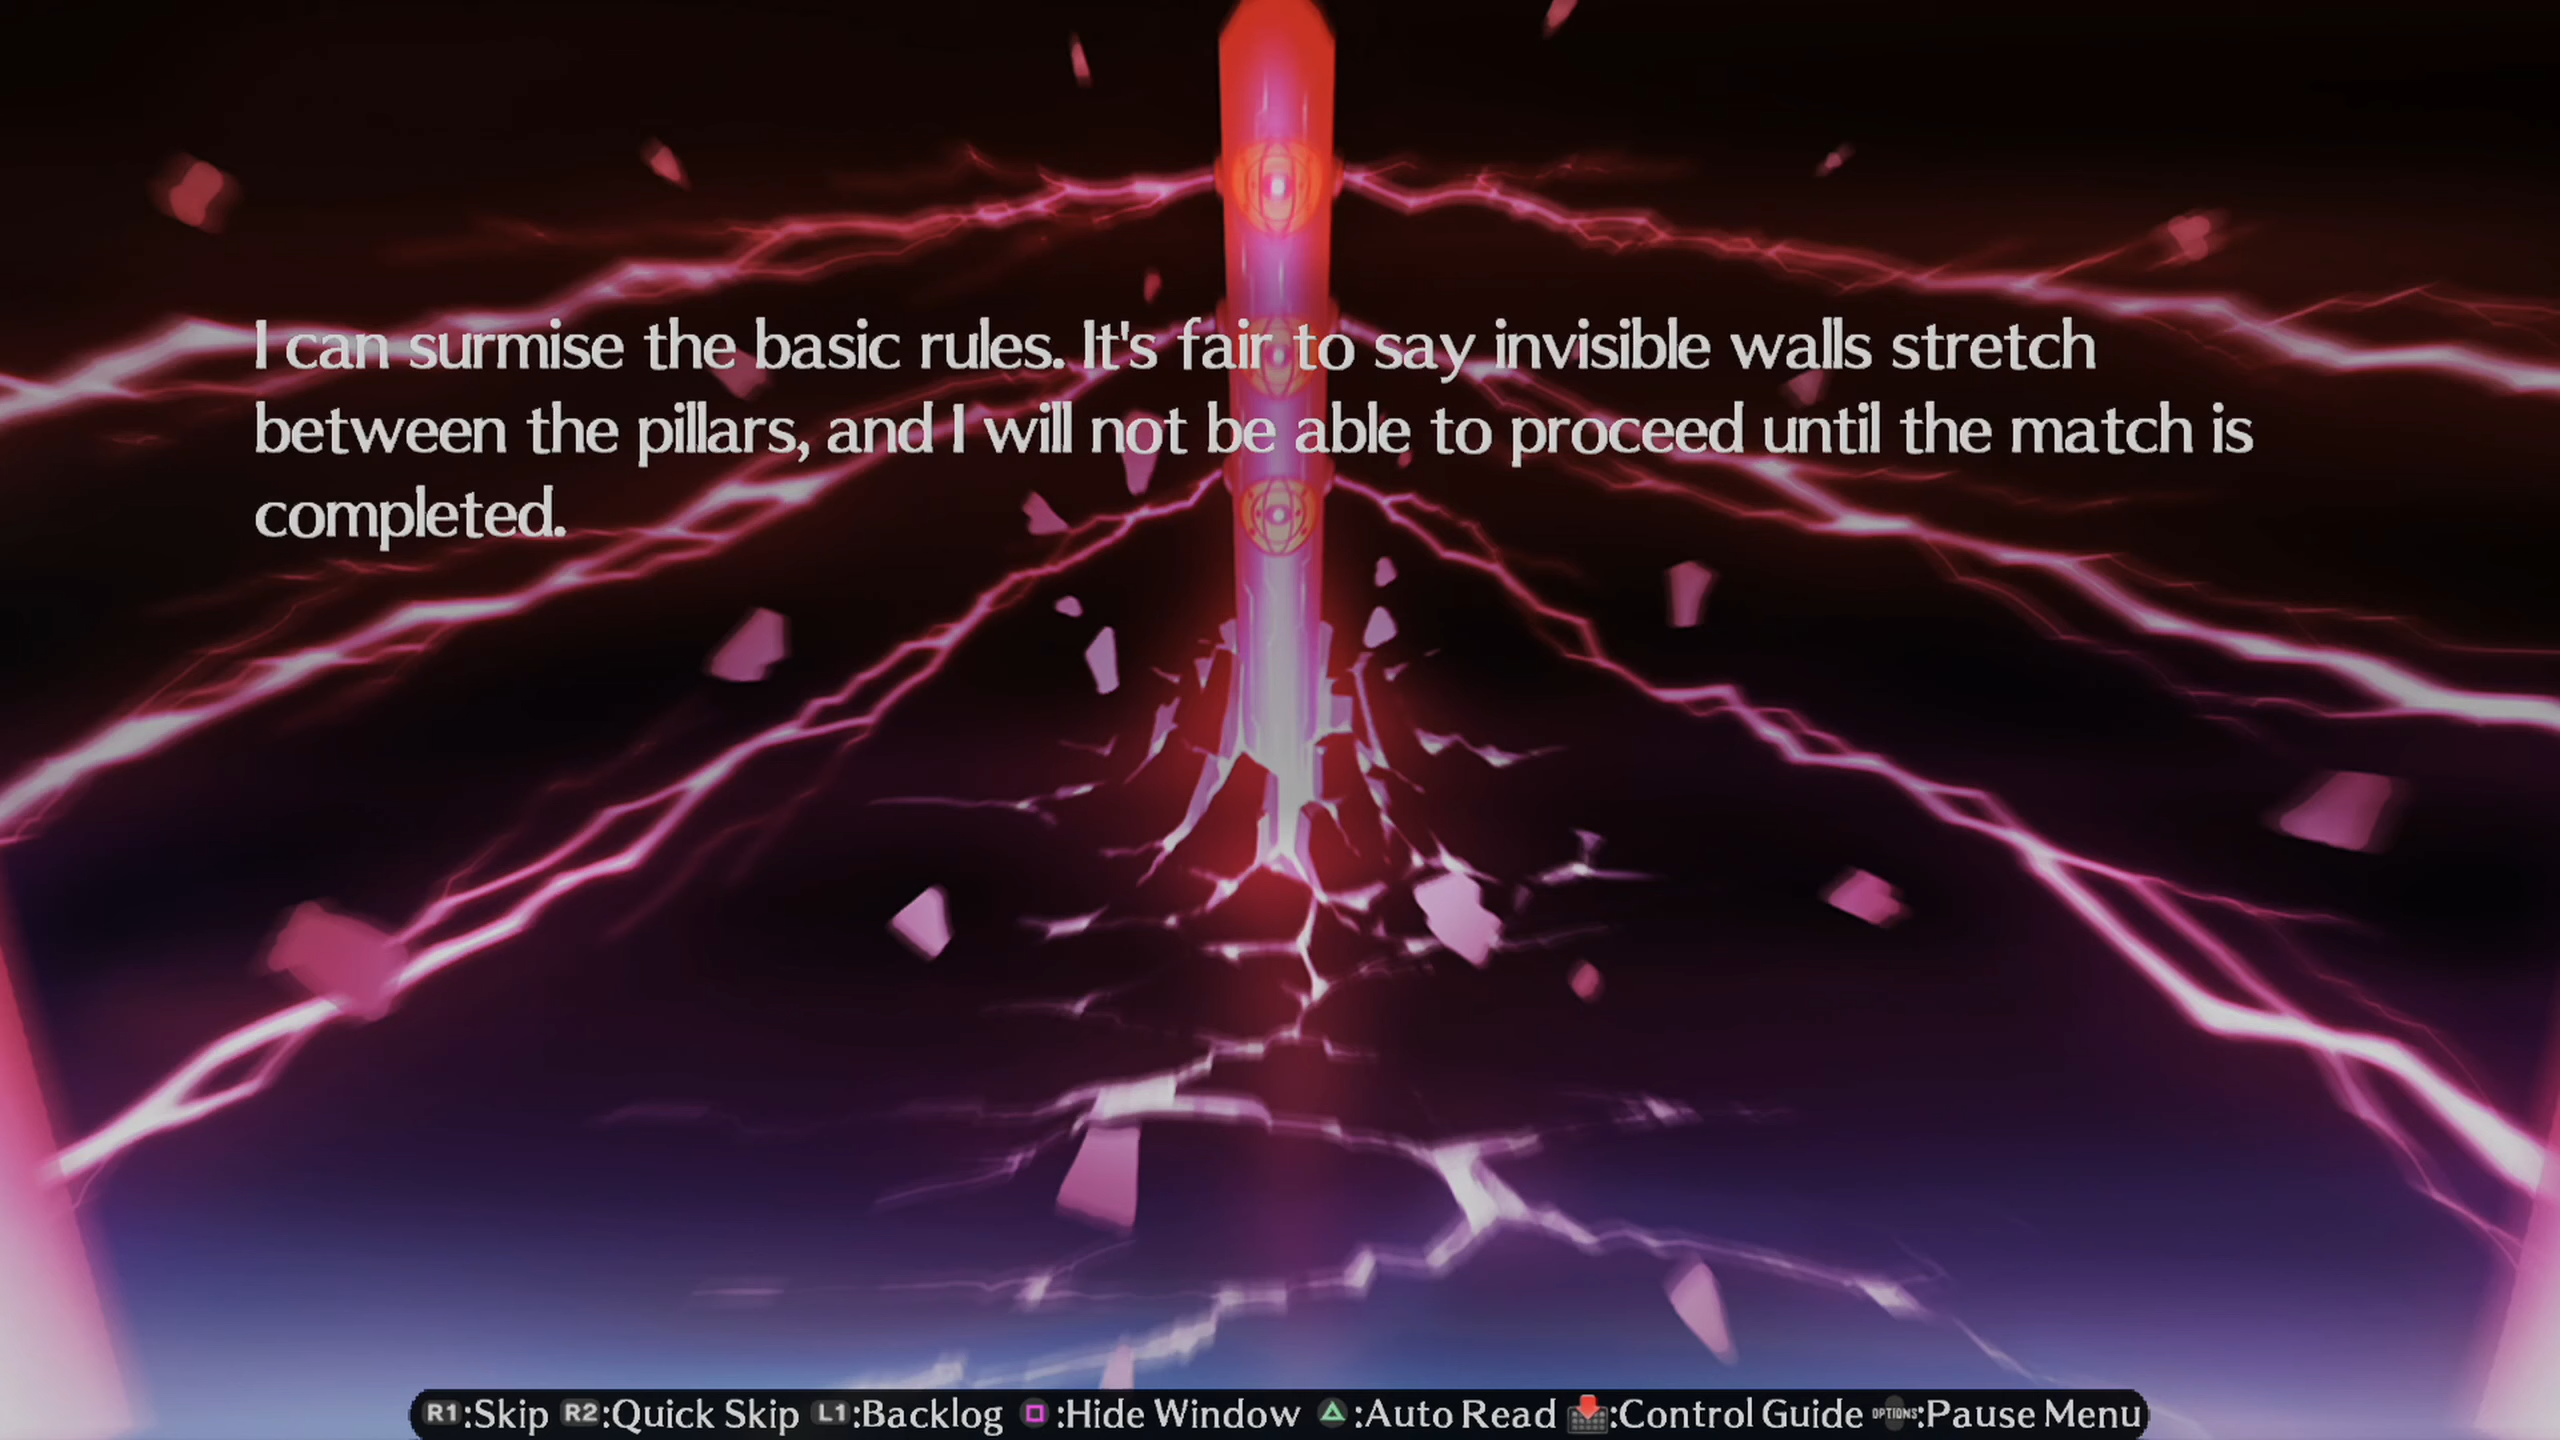 I can surmise the basic rules. It's fair to say invisible walls stretch
between the pillars, and I will not be able to proceed until the match is
completed.
R1:Skip R2:Quick Skip L1:Backlog :Hide Window :Auto Read :Control Guide OPTIONS:Pause Menu